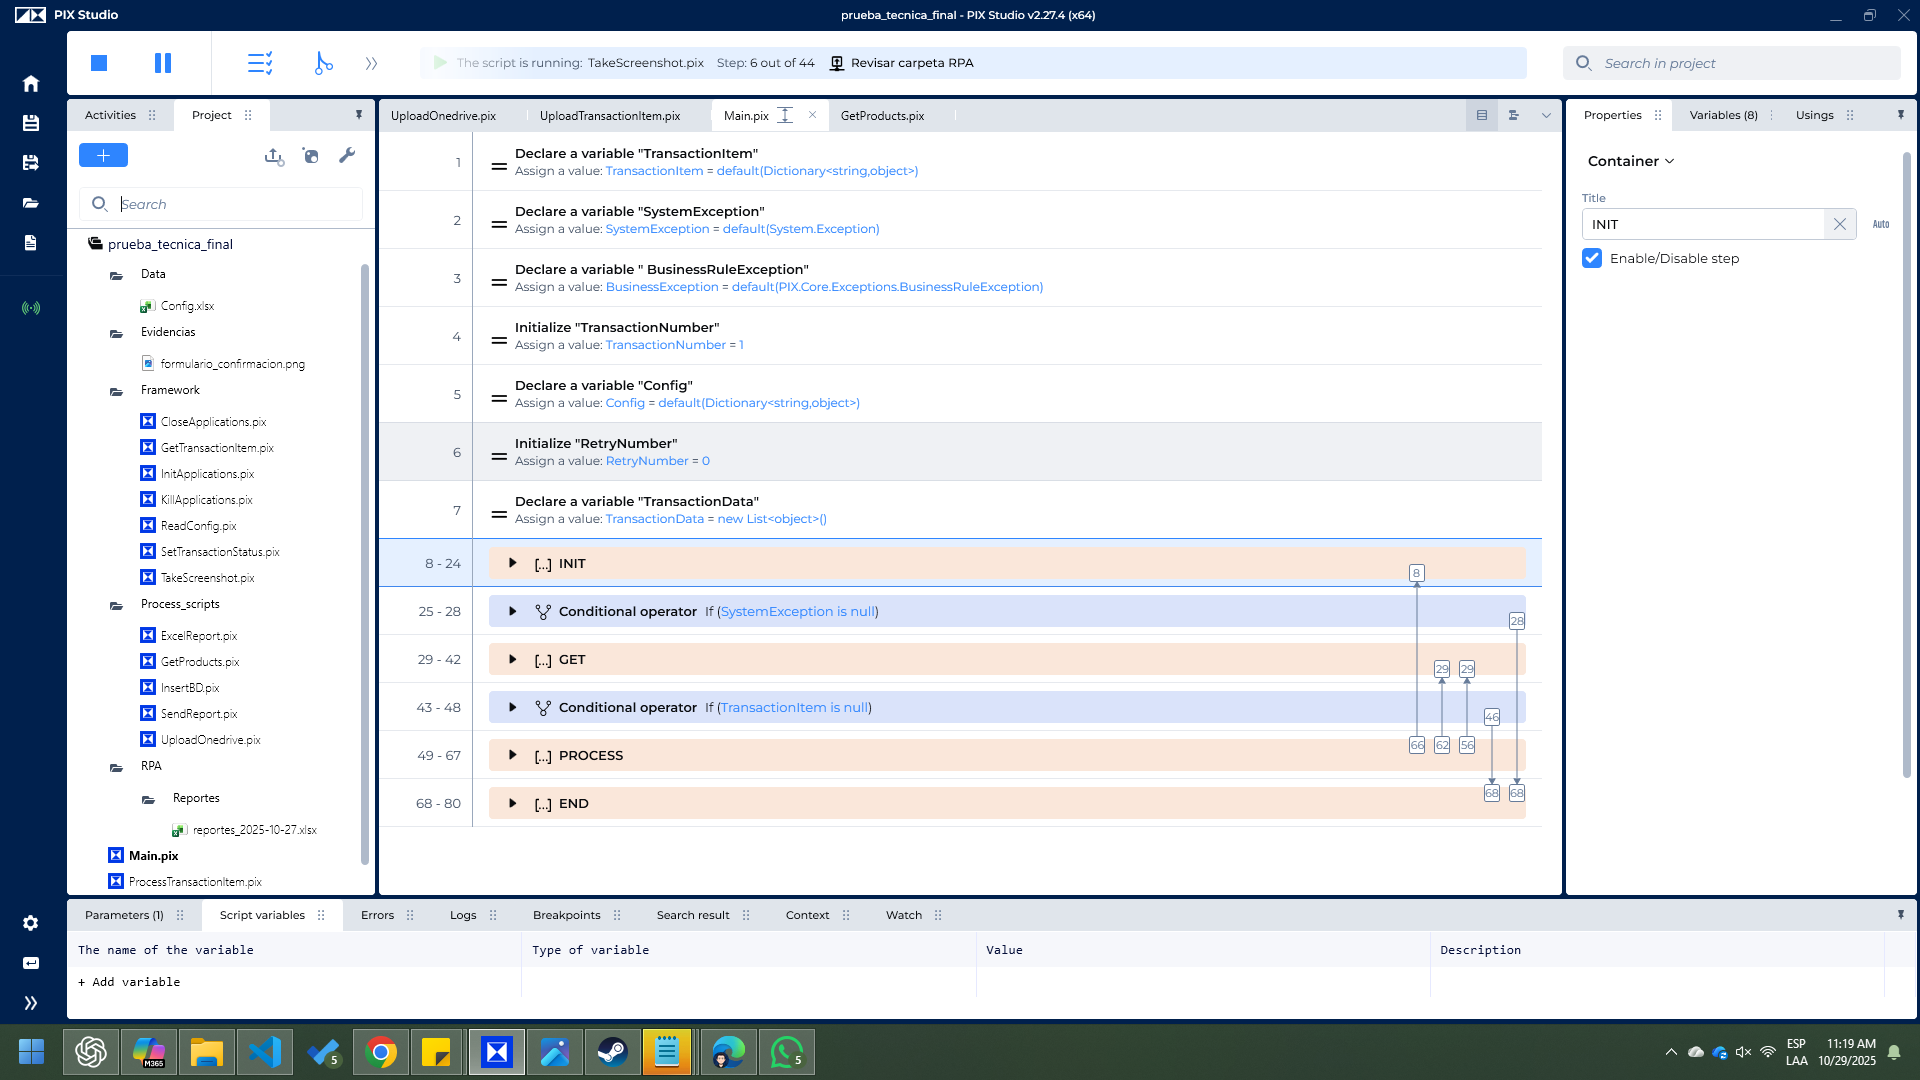 PIX Studio
prueba_tecnica_final - PIX Studio v2.27.4 (x64)
The script is running: TakeScreenshot.pix Step: 6 out of 44 Revisar carpeta RPA
Search in project
Activities
Project
+
Search
prueba_tecnica_final
Data
Config.xlsx
Evidencias
formulario_confirmacion.png
Framework
CloseApplications.pix
GetTransactionItem.pix
InitApplications.pix
KillApplications.pix
ReadConfig.pix
SetTransactionStatus.pix
TakeScreenshot.pix
Process_scripts
ExcelReport.pix
GetProducts.pix
InsertBD.pix
SendReport.pix
UploadOnedrive.pix
RPA
Reportes
reportes_2025-10-27.xlsx
Main.pix
ProcessTransactionItem.pix
UploadOnedrive.pix
UploadTransactionItem.pix
Main.pix
GetProducts.pix
1
Declare a variable "TransactionItem"
Assign a value: TransactionItem = default(Dictionary<string,object>)
2
Declare a variable "SystemException"
Assign a value: SystemException = default(System.Exception)
3
Declare a variable " BusinessRuleException"
Assign a value: BusinessException = default(PIX.Core.Exceptions.BusinessRuleException)
4
Initialize "TransactionNumber"
Assign a value: TransactionNumber = 1
5
Declare a variable "Config"
Assign a value: Config = default(Dictionary<string,object>)
6
Initialize "RetryNumber"
Assign a value: RetryNumber = 0
7
Declare a variable "TransactionData"
Assign a value: TransactionData = new List<object>()
8 - 24 [...] INIT
8
25 - 28 Conditional operator If (SystemException is null)
28
29 - 42 [...] GET
29 29
43 - 48 Conditional operator If (TransactionItem is null)
46
49 - 67 [...] PROCESS
66 62 56
68 - 80 [...] END
68 68
Properties
Variables (8)
Usings
Container
Title
INIT
Auto
Enable/Disable step
Parameters (1)
Script variables
Errors
Logs
Breakpoints
Search result
Context
Watch
The name of the variable
Type of variable
Value
Description
+ Add variable
M365
5
5
ESP
LAA
11:19 AM
10/29/2025